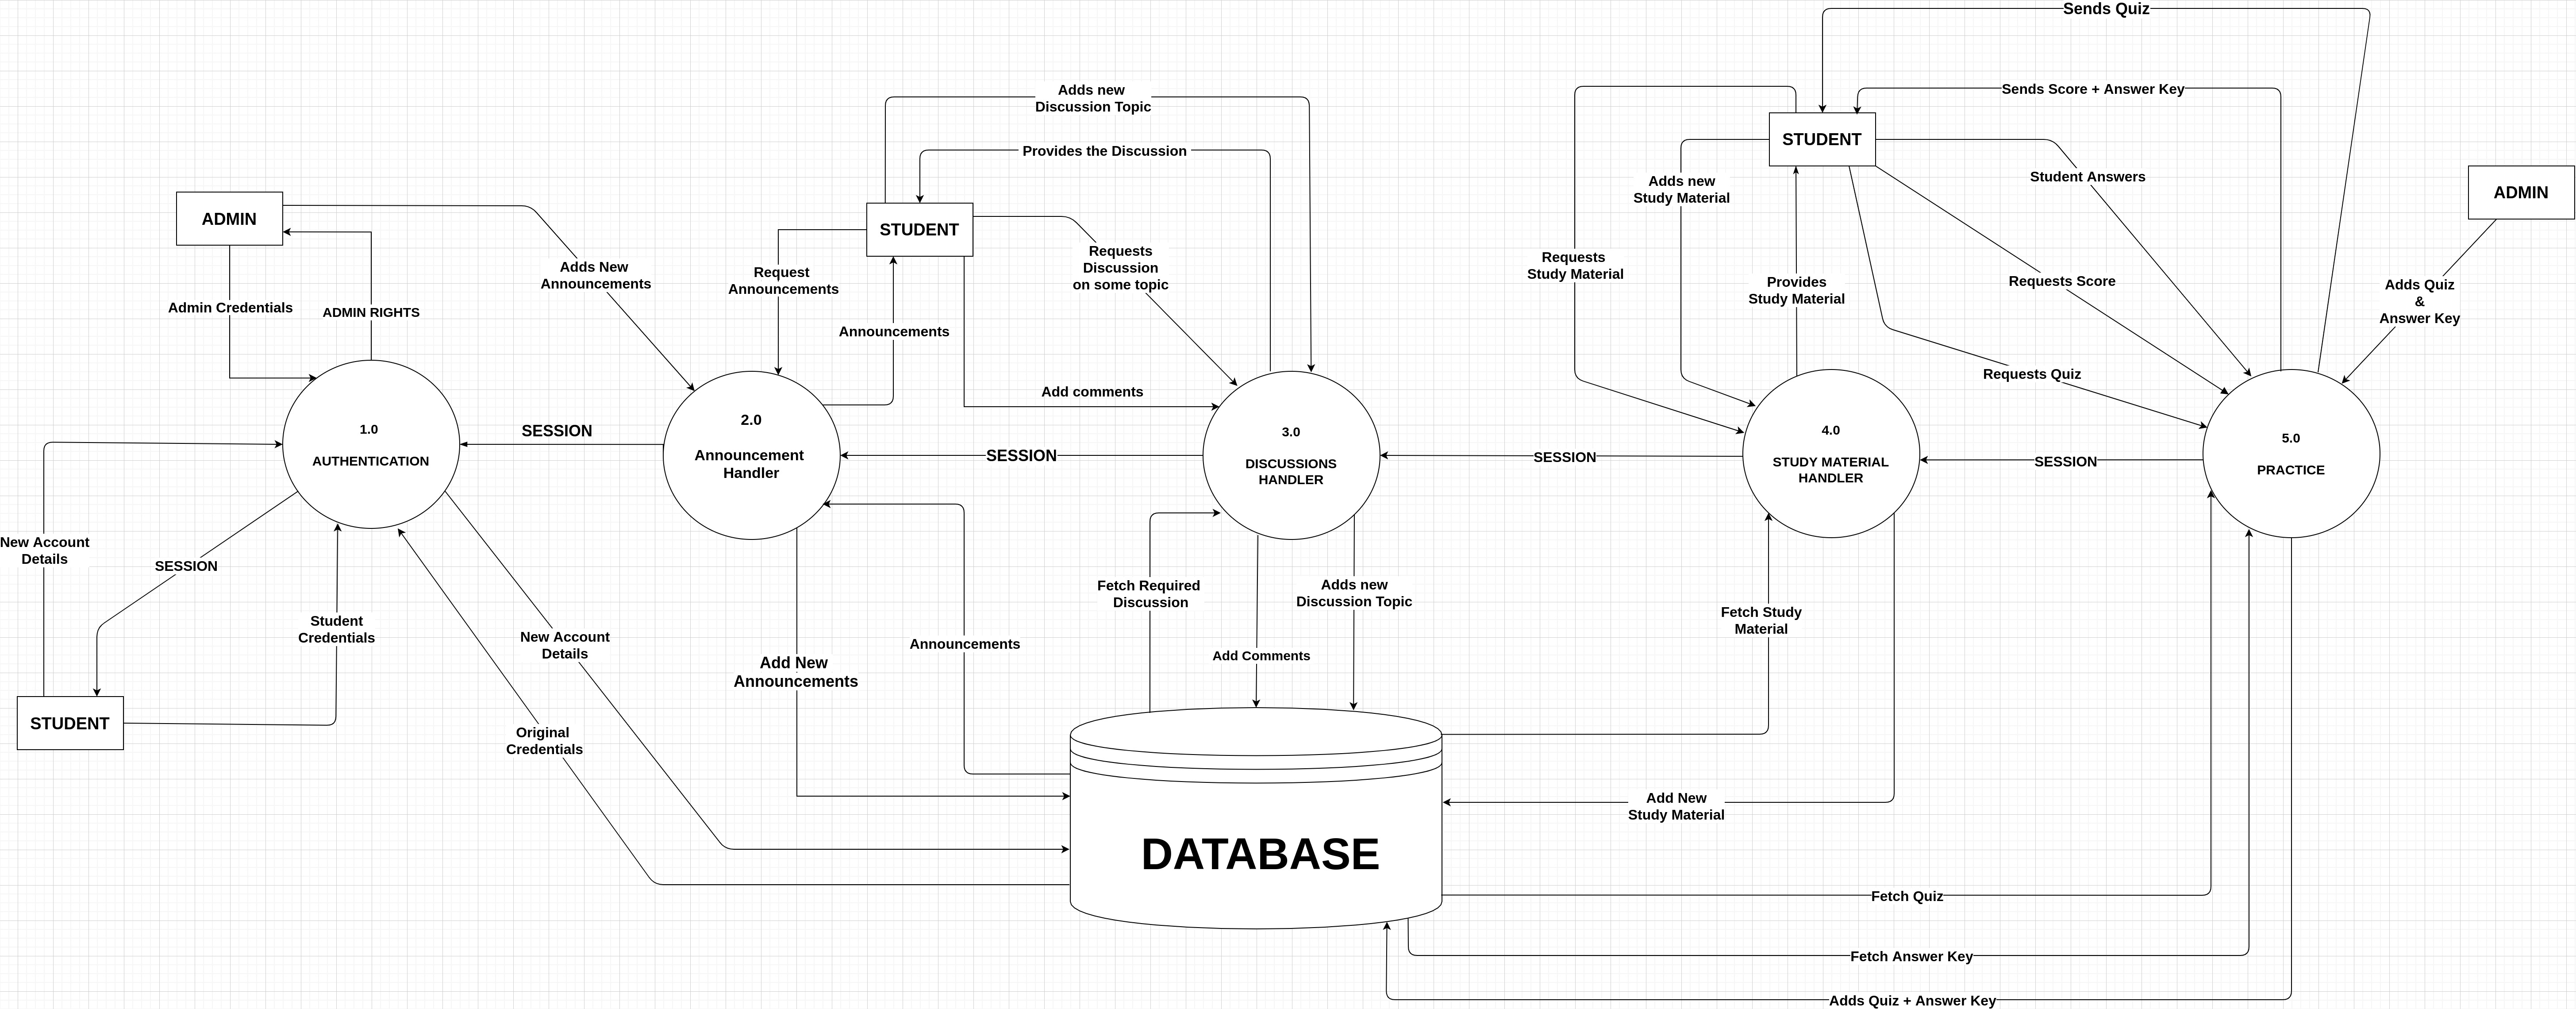 Sends Quiz
Adds new
Discussion Topic
Sends Score + Answer Key
Provides the Discussion
STUDENT
Student Answers
Adds new
Study Material
ADMIN
ADMIN
STUDENT
Requests
Discussion
on some topic
Requests
Study Material
Adds New
Announcements
Request
Announcements
Provides
Study Material
Requests Score
Adds Quiz
&
Answer Key
Admin Credentials
ADMIN RIGHTS
Announcements
Requests Quiz
Add comments
1.0
AUTHENTICATION
SESSION
2.0
Announcement
Handler
SESSION
3.0
DISCUSSIONS
HANDLER
SESSION
4.0
STUDY MATERIAL
HANDLER
SESSION
5.0
PRACTICE
New Account
Details
SESSION
Student
Credentials
New Account
Details
Add New
Announcements
Announcements
Fetch Required
Discussion
Adds new
Discussion Topic
Add Comments
Fetch Study
Material
STUDENT
Original
Credentials
Add New
Study Material
DATABASE
Fetch Quiz
Fetch Answer Key
Adds Quiz + Answer Key